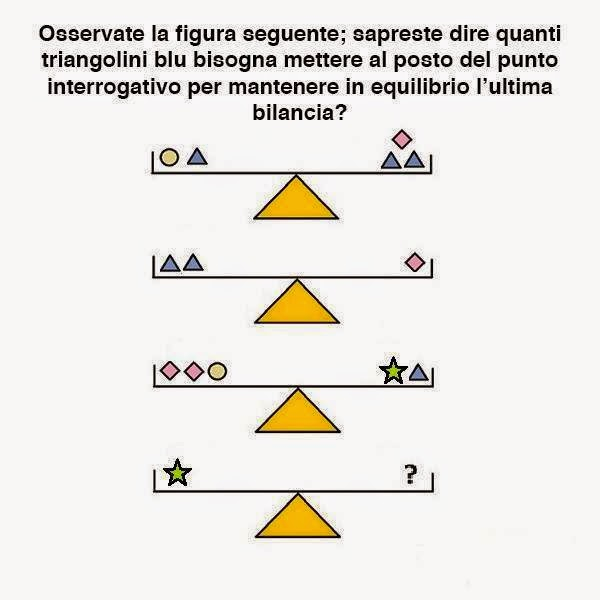 Osservate la figura seguente; sapreste dire quanti
triangolini blu bisogna mettere al posto del punto
interrogativo per mantenere in equilibrio l’ultima
bilancia?
?